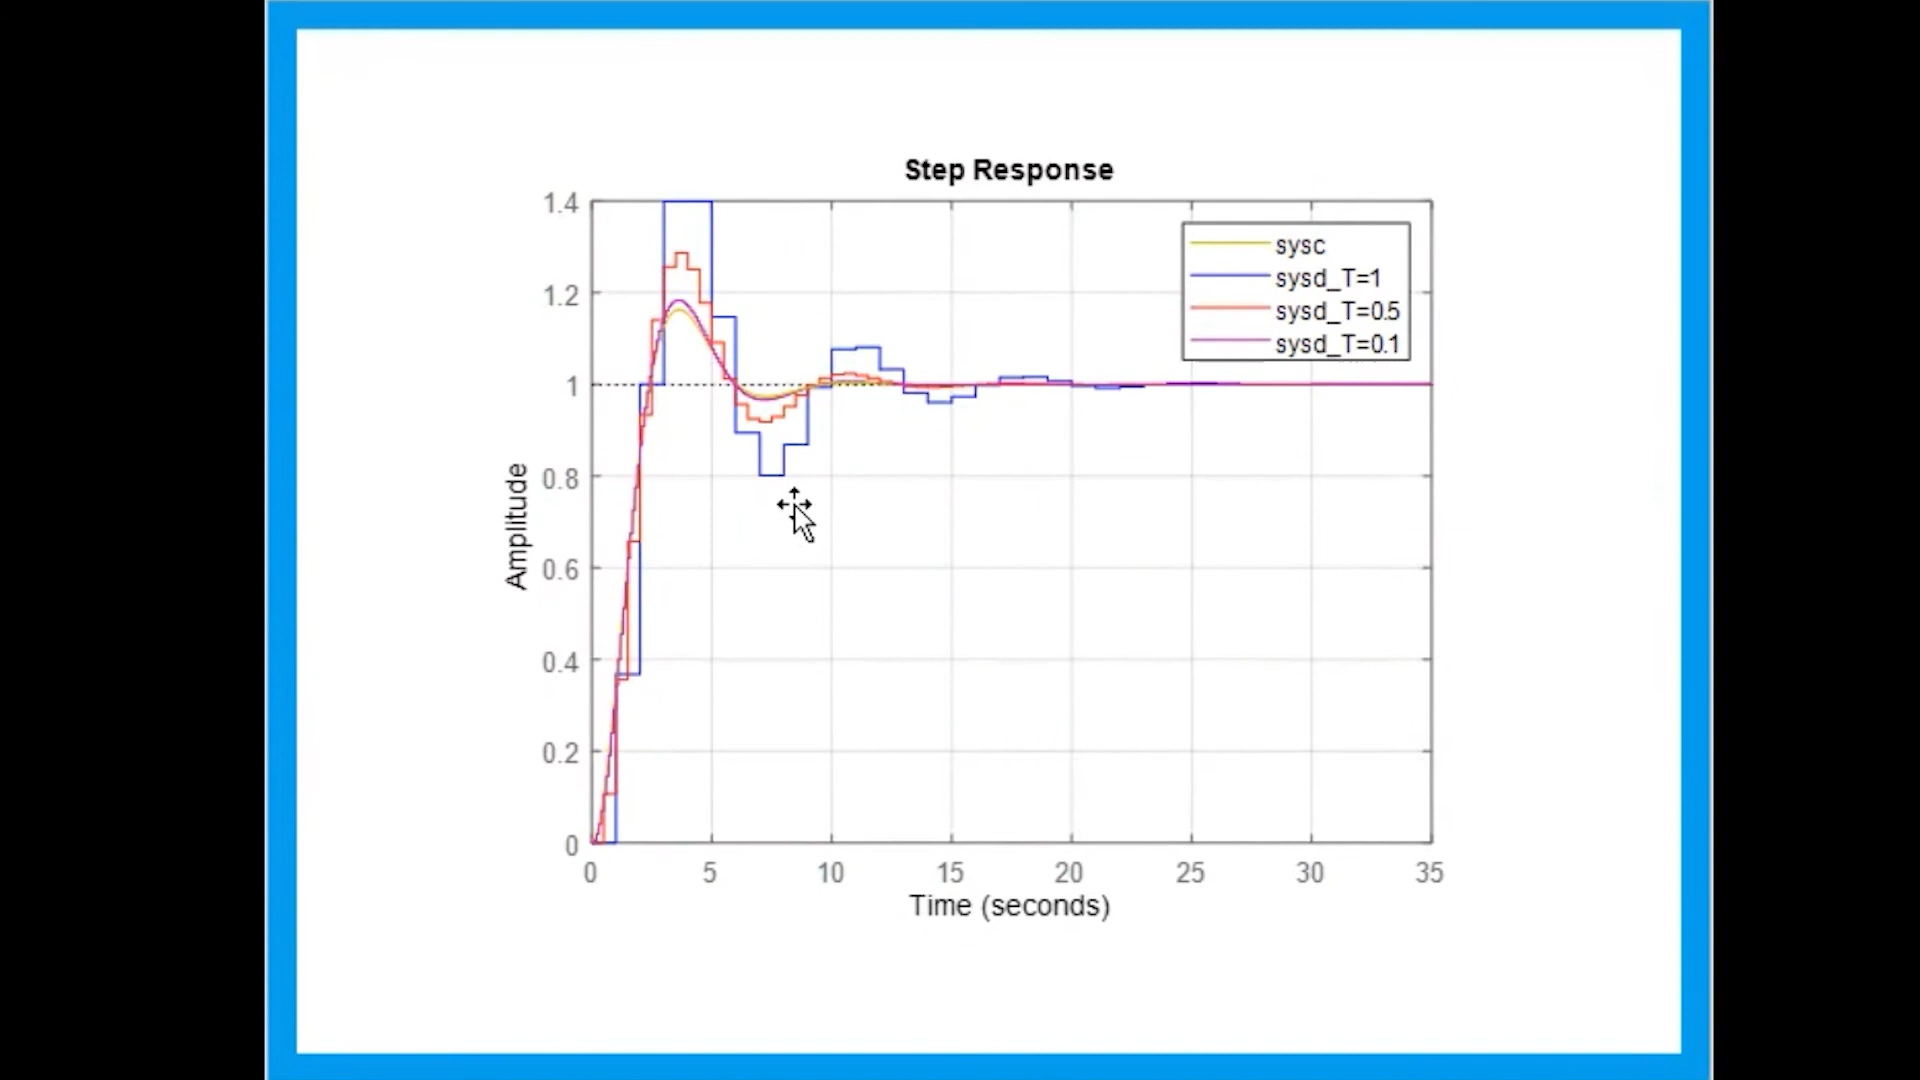 Step Response
1.4
1.2
1
0.8
0.6
0.4
0.2
0
Amplitude
sysc
sysd_T=1
sysd_T=0.5
sysd_T=0.1
0 5 10 15 20 25 30 35
Time (seconds)